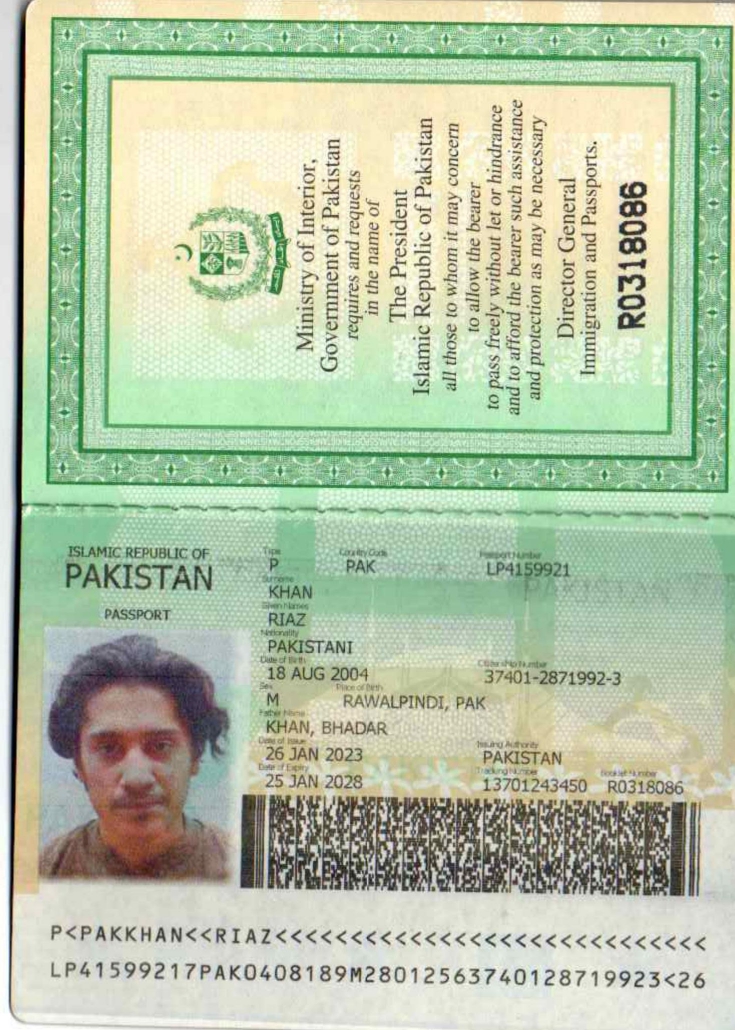 Ministry of Interior,
Government of Pakistan
requires and requests
in the name of
The President
Islamic Republic of Pakistan
all those to whom it may concern
to allow the bearer
to pass freely without let or hindrance
and to afford the bearer such assistance
and protection as may be necessary
Director General
Immigration and Passports.
R0318086
ISLAMIC REPUBLIC OF
PAKISTAN
PASSPORT
Type Country Code Passport Number
P PAK LP4159921
Surname
KHAN
Given Names
RIAZ
Nationality
PAKISTANI
Date of Birth Citizenship Number
18 AUG 2004 37401-2871992-3
Sex Place of Birth
M RAWALPINDI, PAK
Father Name
KHAN, BHADAR
Date of Issue Issuing Authority
26 JAN 2023 PAKISTAN
Date of Expiry Tracking Number Booklet Number
25 JAN 2028 13701243450 R0318086
P<PAKKHAN<<RIAZ<<<<<<<<<<<<<<<<<<<<<<<<<<<<<
LP41599217PAK0408189M28012563740128719923<26